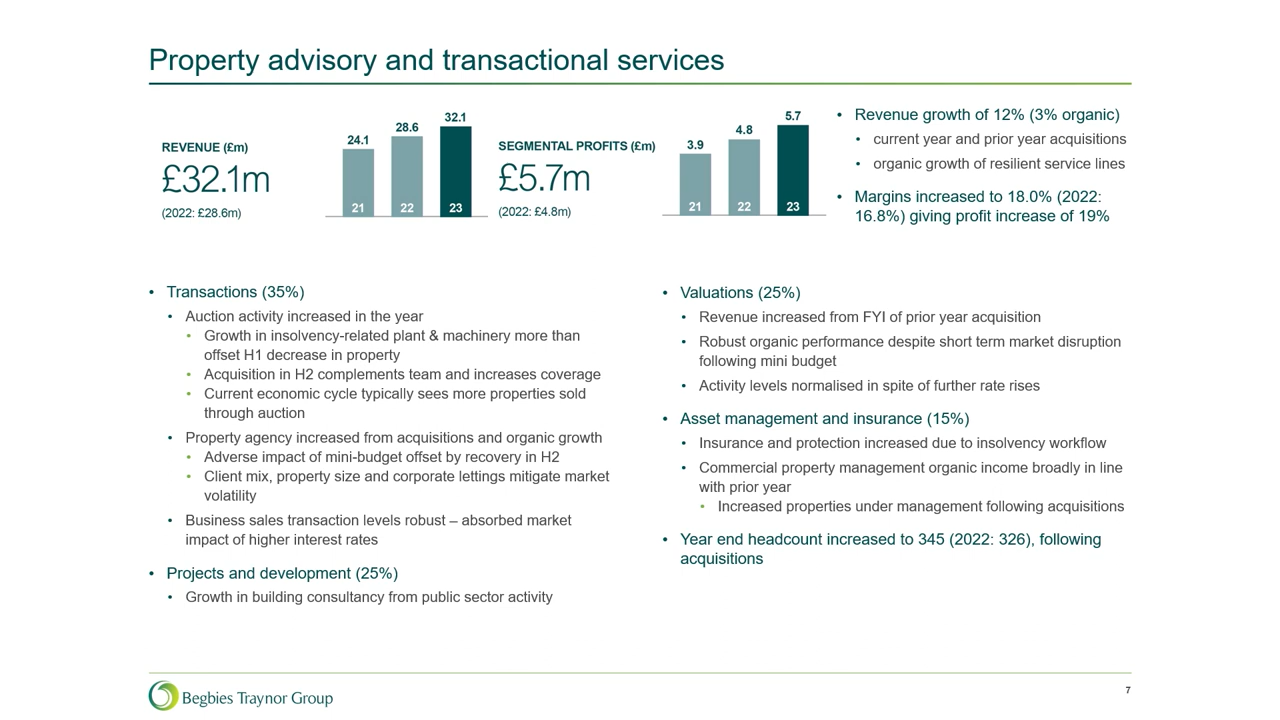 Property advisory and transactional services
REVENUE (£m)
£32.1m
(2022: £28.6m)
24.1
28.6
32.1
21
22
23
SEGMENTAL PROFITS (£m)
£5.7m
(2022: £4.8m)
3.9
4.8
5.7
21
22
23
• Revenue growth of 12% (3% organic)
• current year and prior year acquisitions
• organic growth of resilient service lines
• Margins increased to 18.0% (2022:
16.8%) giving profit increase of 19%
• Transactions (35%)
• Auction activity increased in the year
• Growth in insolvency-related plant & machinery more than
offset H1 decrease in property
• Acquisition in H2 complements team and increases coverage
• Current economic cycle typically sees more properties sold
through auction
• Property agency increased from acquisitions and organic growth
• Adverse impact of mini-budget offset by recovery in H2
• Client mix, property size and corporate lettings mitigate market
volatility
• Business sales transaction levels robust – absorbed market
impact of higher interest rates
• Projects and development (25%)
• Growth in building consultancy from public sector activity
• Valuations (25%)
• Revenue increased from FYI of prior year acquisition
• Robust organic performance despite short term market disruption
following mini budget
• Activity levels normalised in spite of further rate rises
• Asset management and insurance (15%)
• Insurance and protection increased due to insolvency workflow
• Commercial property management organic income broadly in line
with prior year
• Increased properties under management following acquisitions
• Year end headcount increased to 345 (2022: 326), following
acquisitions
Begbies Traynor Group
7